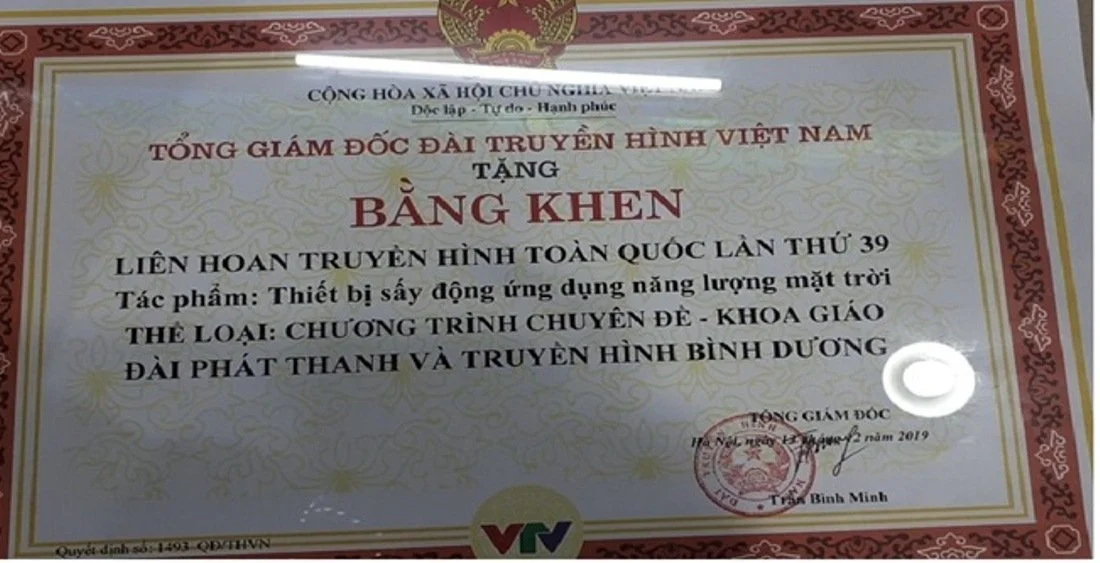 CỘNG HÒA XÃ HỘI CHỦ NGHĨA VIỆT
Độc lập - Tự do - Hạnh phúc
TỔNG GIÁM ĐỐC ĐÀI TRUYỀN HÌNH VIỆT NAM
TẶNG
BẰNG KHEN
LIÊN HOAN TRUYỀN HÌNH TOÀN QUỐC LẦN THỨ 39
Tác phẩm: Thiết bị sấy động ứng dụng năng lượng mặt trời
THỂ LOẠI: CHƯƠNG TRÌNH CHUYÊN ĐỀ - KHOA GIÁO
ĐÀI PHÁT THANH VÀ TRUYỀN HÌNH BÌNH DƯƠNG
TỔNG GIÁM ĐỐC
Hà Nội, ngày 13 tháng 12 năm 2019
Trần Bình Minh
VTV
Quyết định số: 1493 QĐ/THVN